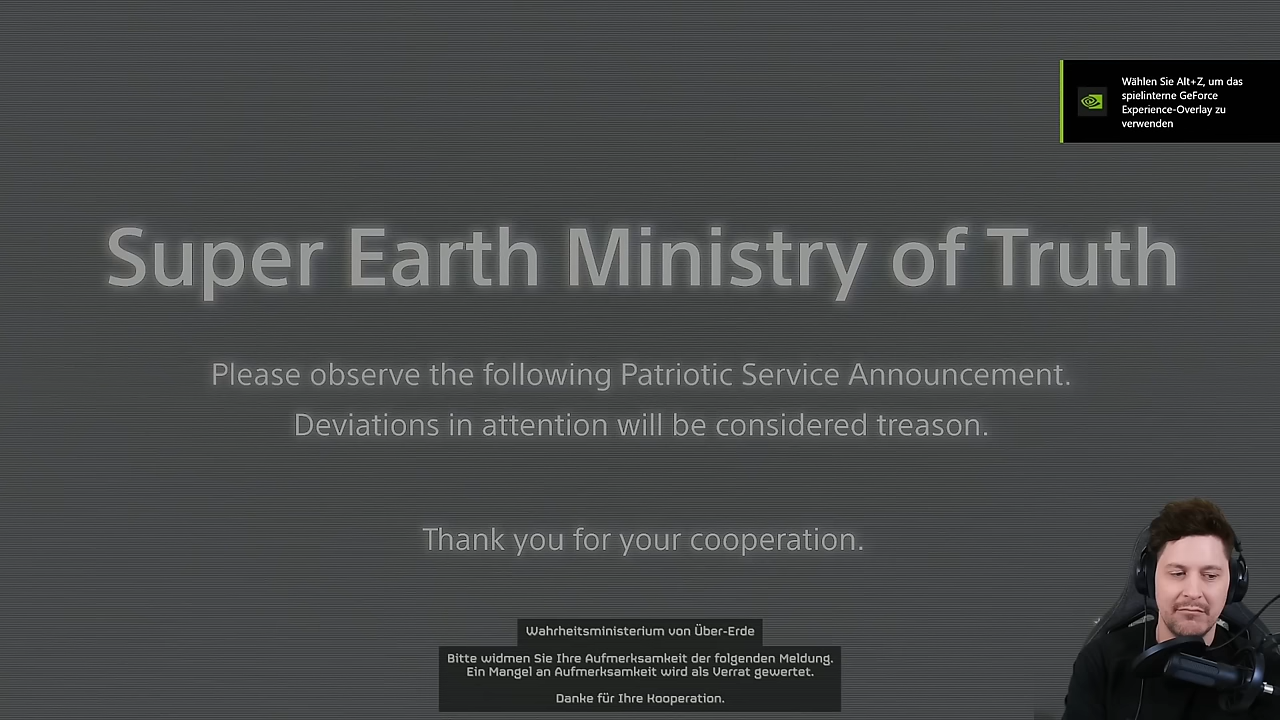 Wählen Sie Alt+Z, um das
spielinterne GeForce
Experience-Overlay zu
verwenden
Super Earth Ministry of Truth
Please observe the following Patriotic Service Announcement.
Deviations in attention will be considered treason.
Thank you for your cooperation.
Wahrheitsministerium von Über-Erde
Bitte widmen Sie Ihre Aufmerksamkeit der folgenden Meldung.
Ein Mangel an Aufmerksamkeit wird als Verrat gewertet.
Danke für Ihre Kooperation.